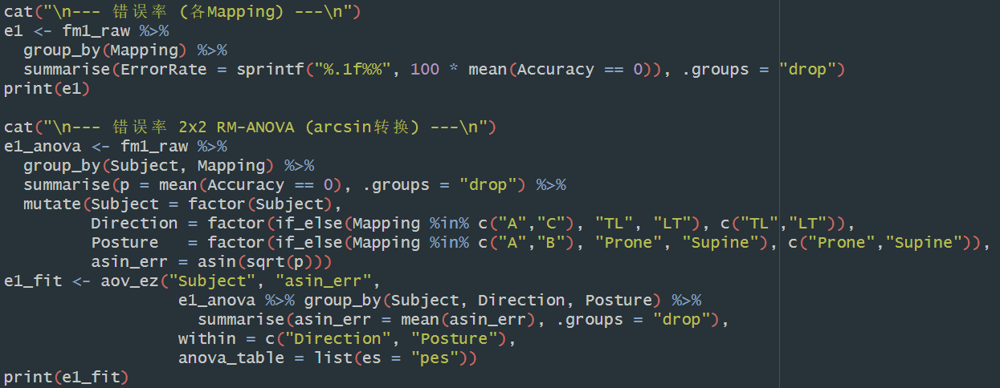 cat("\n--- 错误率 (各Mapping) ---\n")
e1 <- fm1_raw %>%
  group_by(Mapping) %>%
  summarise(ErrorRate = sprintf("%.1f%%", 100 * mean(Accuracy == 0)), .groups = "drop")
print(e1)

cat("\n--- 错误率 2x2 RM-ANOVA (arcsin转换) ---\n")
e1_anova <- fm1_raw %>%
  group_by(Subject, Mapping) %>%
  summarise(p = mean(Accuracy == 0), .groups = "drop") %>%
  mutate(Subject = factor(Subject),
         Direction = factor(if_else(Mapping %in% c("A","C"), "TL", "LT"), c("TL","LT")),
         Posture   = factor(if_else(Mapping %in% c("A","B"), "Prone", "Supine"), c("Prone","Supine")),
         asin_err = asin(sqrt(p)))
e1_fit <- aov_ez("Subject", "asin_err",
                 e1_anova %>% group_by(Subject, Direction, Posture) %>%
                   summarise(asin_err = mean(asin_err), .groups = "drop"),
                 within = c("Direction", "Posture"),
                 anova_table = list(es = "pes"))
print(e1_fit)